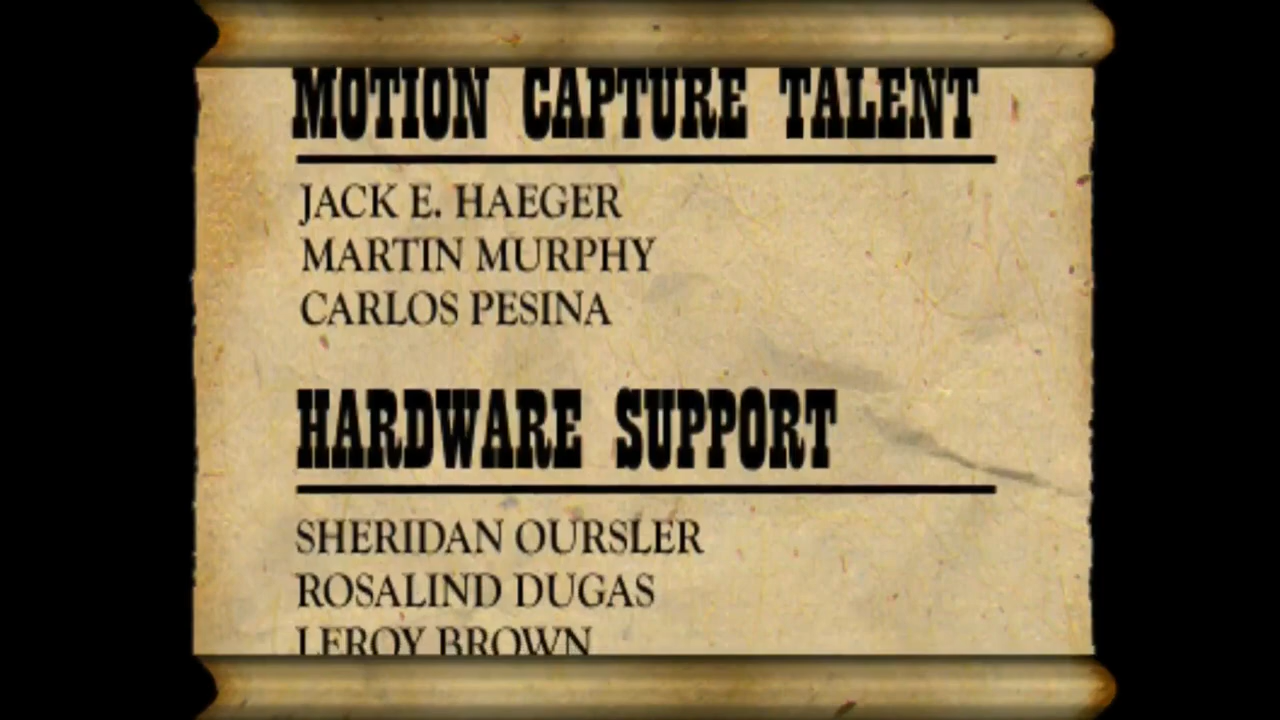 MOTION CAPTURE TALENT
JACK E. HAEGER
MARTIN MURPHY
CARLOS PESINA
HARDWARE SUPPORT
SHERIDAN OURSLER
ROSALIND DUGAS
LEROY BROWN